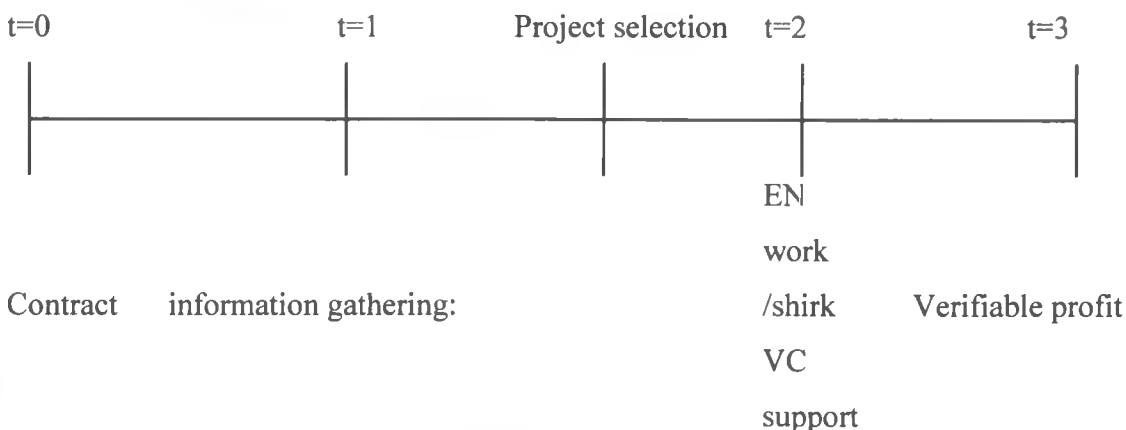 t=0 t=1 Project selection t=2 t=3
EN
work
Contract information gathering: /shirk Verifiable profit
VC
support